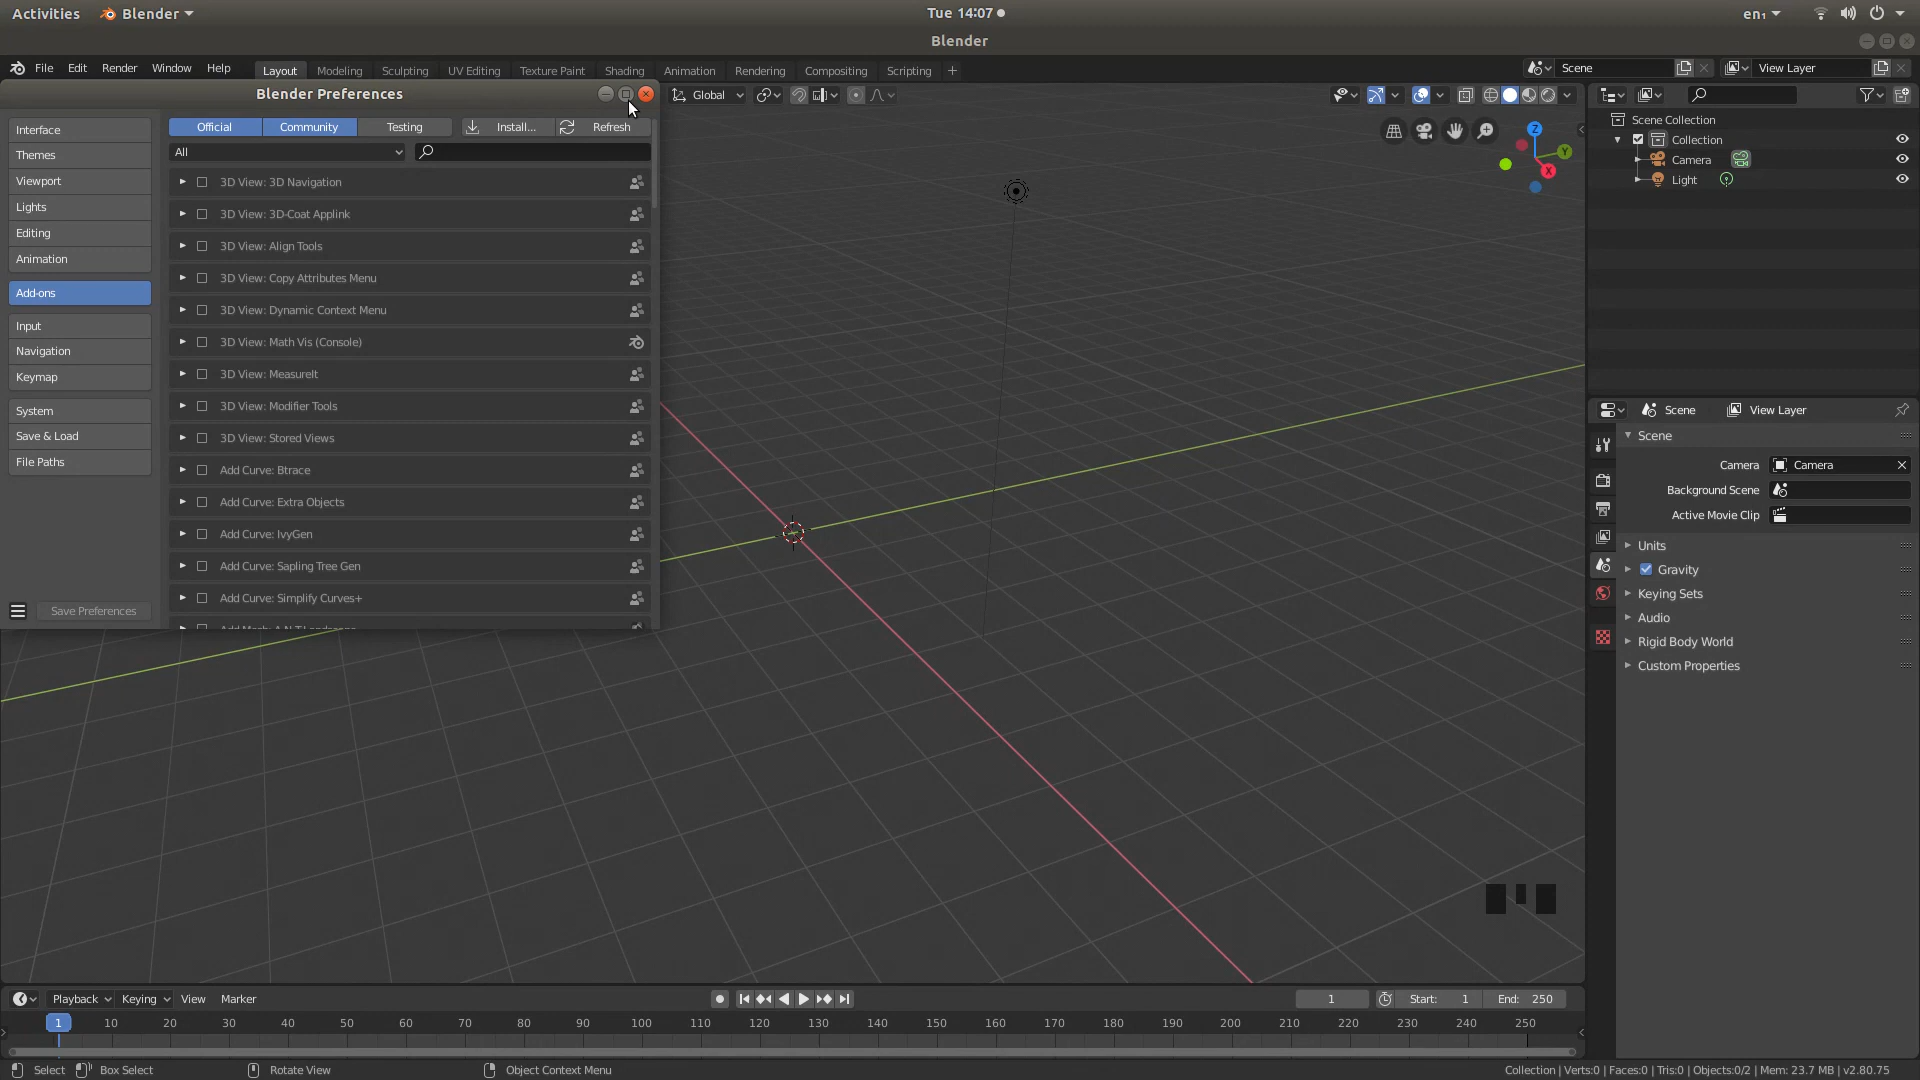 Activities Blender Tue 14:07 en₁
Blender
File Edit Render Window Help Layout Modeling Sculpting UV Editing Texture Paint Shading Animation Rendering Compositing Scripting + Scene View Layer
Blender Preferences
Global
Official Community Testing Install... Refresh
All
Interface
Themes
Viewport
Lights
Editing
Animation
Add-ons
Input
Navigation
Keymap
System
Save & Load
File Paths
Save Preferences
3D View: 3D Navigation
3D View: 3D-Coat Applink
3D View: Align Tools
3D View: Copy Attributes Menu
3D View: Dynamic Context Menu
3D View: Math Vis (Console)
3D View: MeasureIt
3D View: Modifier Tools
3D View: Stored Views
Add Curve: Btrace
Add Curve: Extra Objects
Add Curve: IvyGen
Add Curve: Sapling Tree Gen
Add Curve: Simplify Curves+
Z
Y
X
Scene Collection
Collection
Camera
Light
Scene View Layer
Scene
Camera Camera
Background Scene
Active Movie Clip
Units
Gravity
Keying Sets
Audio
Rigid Body World
Custom Properties
Playback Keying View Marker 1 Start: 1 End: 250
1 10 20 30 40 50 60 70 80 90 100 110 120 130 140 150 160 170 180 190 200 210 220 230 240 250
Select Box Select Rotate View Object Context Menu Collection | Verts:0 | Faces:0 | Tris:0 | Objects:0/2 | Mem: 23.7 MB | v2.80.75